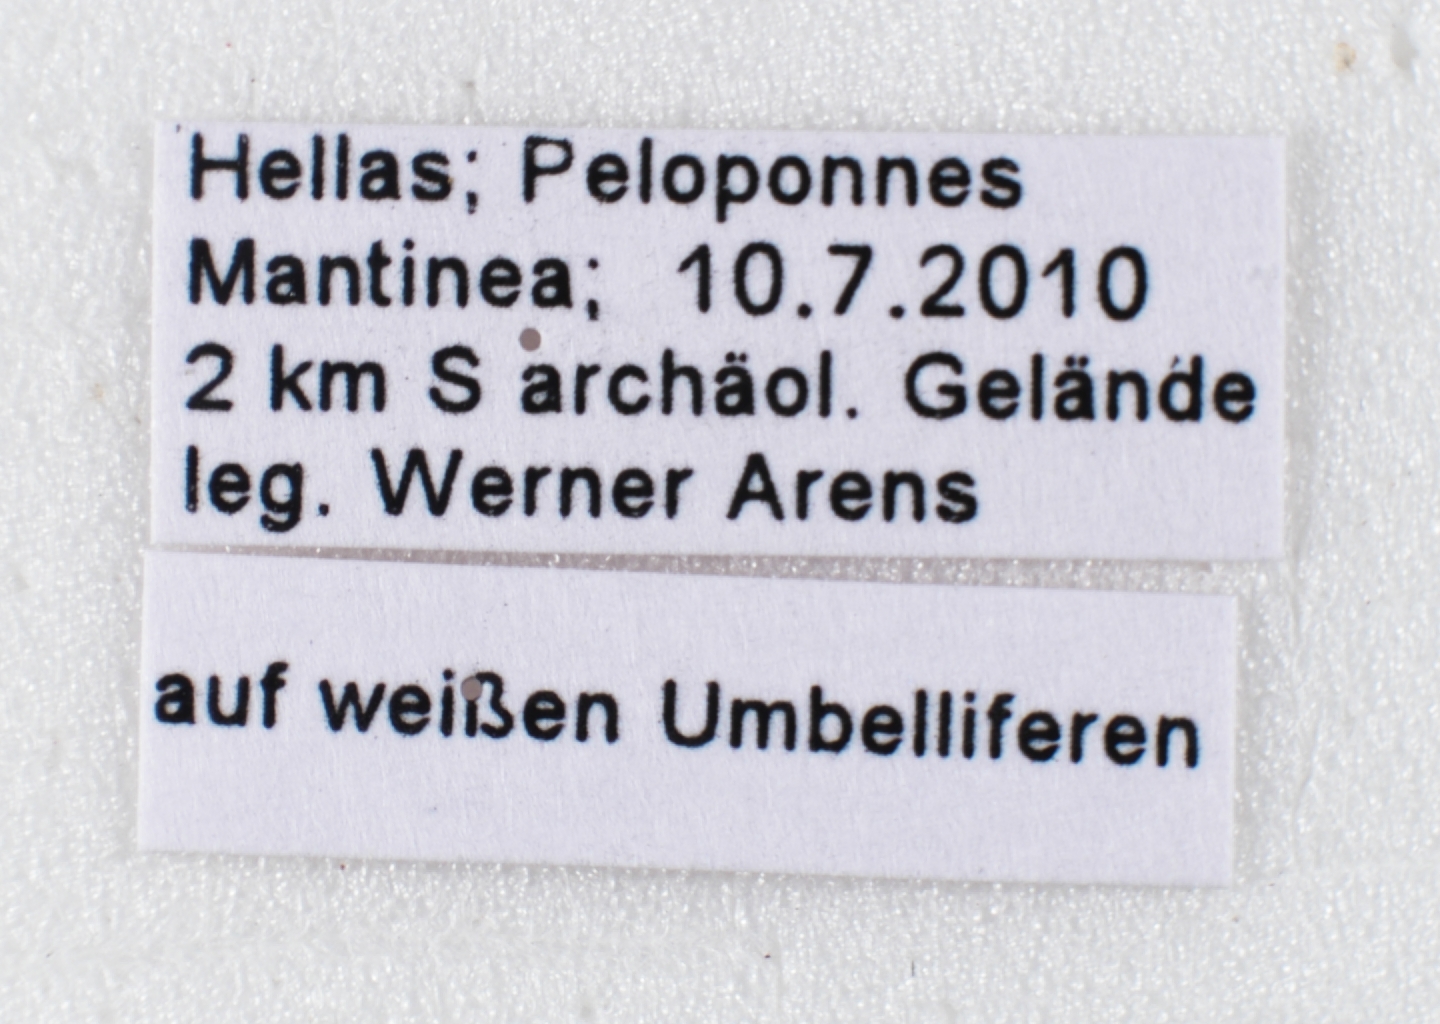 Hellas; Peloponnes
Mantinea; 10.7.2010
2 km S archäol. Gelände
leg. Werner Arens
auf weißen Umbelliferen